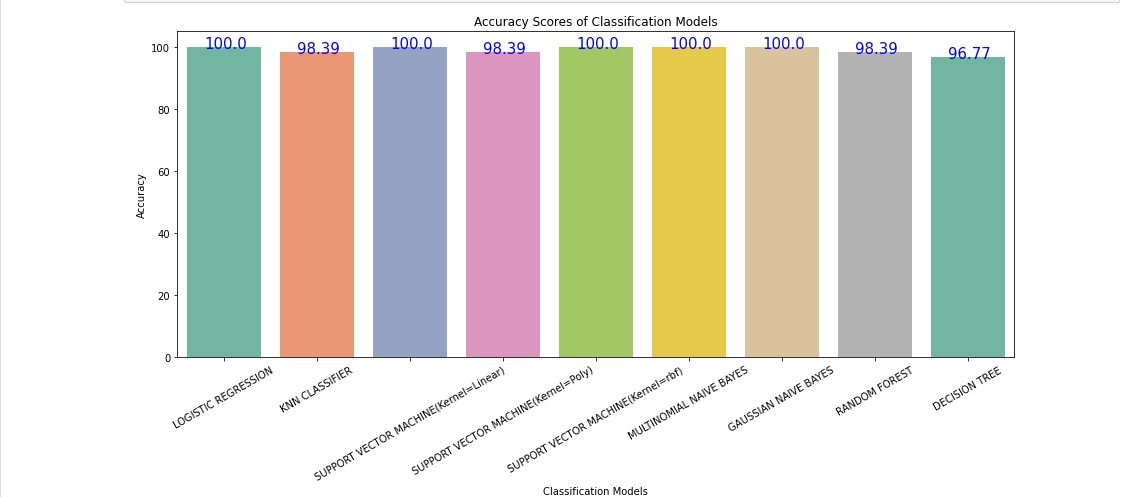 Accuracy Scores of Classification Models
100.0
98.39
100.0
98.39
100.0
100.0
100.0
98.39
96.77
100
80
60
40
20
0
Accuracy
LOGISTIC REGRESSION
KNN CLASSIFIER
SUPPORT VECTOR MACHINE(Kernel=Linear)
SUPPORT VECTOR MACHINE(Kernel=Poly)
SUPPORT VECTOR MACHINE(Kernel=rbf)
MULTINOMIAL NAIVE BAYES
GAUSSIAN NAIVE BAYES
RANDOM FOREST
DECISION TREE
Classification Models